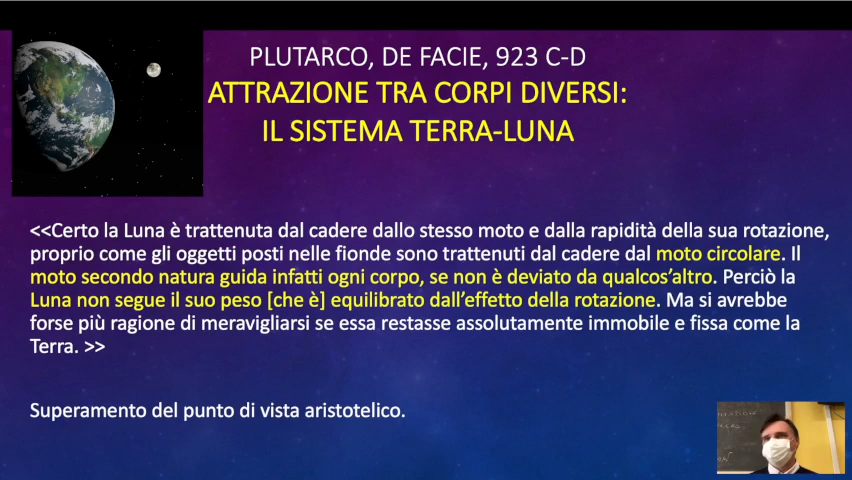 PLUTARCO, DE FACIE, 923 C-D
ATTRAZIONE TRA CORPI DIVERSI:
IL SISTEMA TERRA-LUNA
<<Certo la Luna è trattenuta dal cadere dallo stesso moto e dalla rapidità della sua rotazione,
proprio come gli oggetti posti nelle fionde sono trattenuti dal cadere dal moto circolare. Il
moto secondo natura guida infatti ogni corpo, se non è deviato da qualcos’altro. Perciò la
Luna non segue il suo peso [che è] equilibrato dall’effetto della rotazione. Ma si avrebbe
forse più ragione di meravigliarsi se essa restasse assolutamente immobile e fissa come la
Terra. >>
Superamento del punto di vista aristotelico.